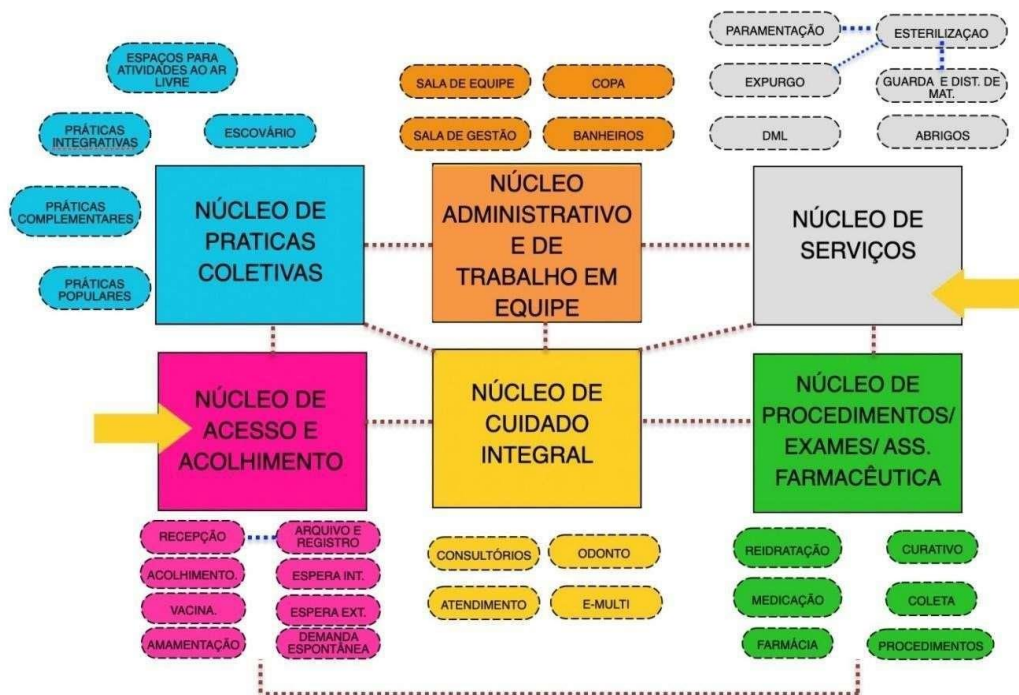 ESPAÇOS PARA
ATIVIDADES AO AR
LIVRE
PRÁTICAS
INTEGRATIVAS
ESCOVÁRIO
PRÁTICAS
COMPLEMENTARES
PRÁTICAS
POPULARES
NÚCLEO DE
PRATICAS
COLETIVAS
SALA DE EQUIPE
COPA
SALA DE GESTÃO
BANHEIROS
NÚCLEO
ADMINISTRATIVO
E DE
TRABALHO EM
EQUIPE
PARAMENTAÇÃO
ESTERILIZAÇAO
EXPURGO
GUARDA E DIST. DE
MAT.
DML
ABRIGOS
NÚCLEO DE
SERVIÇOS
NÚCLEO DE
ACESSO E
ACOLHIMENTO
RECEPÇÃO
ARQUIVO E
REGISTRO
ACOLHIMENTO.
ESPERA INT.
VACINA.
ESPERA EXT.
AMAMENTAÇÃO
DEMANDA
ESPONTÂNEA
NÚCLEO DE
CUIDADO
INTEGRAL
CONSULTÓRIOS
ODONTO
ATENDIMENTO
E-MULTI
NÚCLEO DE
PROCEDIMENTOS/
EXAMES/ ASS.
FARMACÊUTICA
REIDRATAÇÃO
CURATIVO
MEDICAÇÃO
COLETA
FARMÁCIA
PROCEDIMENTOS